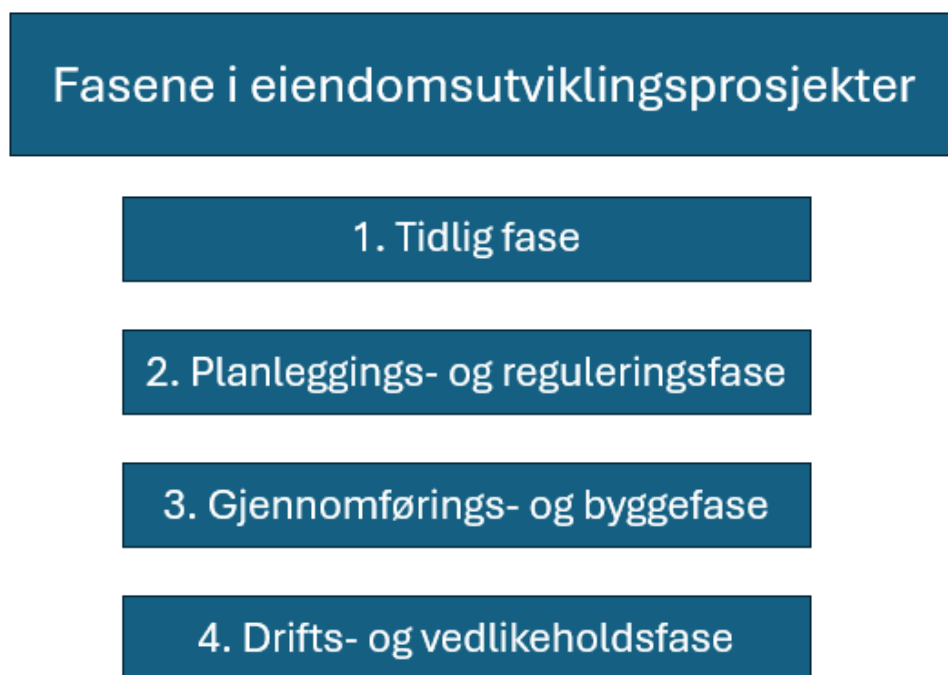 Fasene i eiendomsutviklingsprosjekter
1. Tidlig fase
2. Planleggings- og reguleringsfase
3. Gjennomførings- og byggefase
4. Drifts- og vedlikeholdsfase